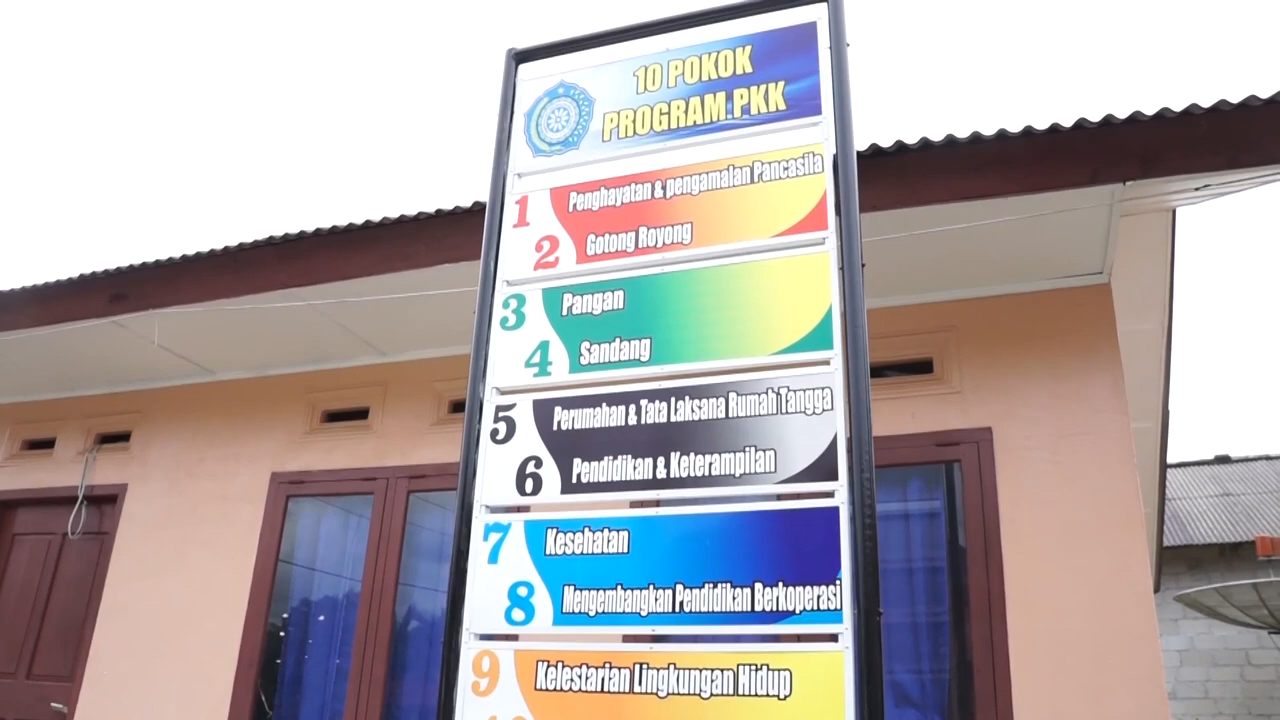 10 POKOK
PROGRAM PKK
1 Penghayatan & pengamalan Pancasila
2 Gotong Royong
3 Pangan
4 Sandang
5 Perumahan & Tata Laksana Rumah Tangga
6 Pendidikan & Keterampilan
7 Kesehatan
8 Mengembangkan Pendidikan Berkoperasi
9 Kelestarian Lingkungan Hidup